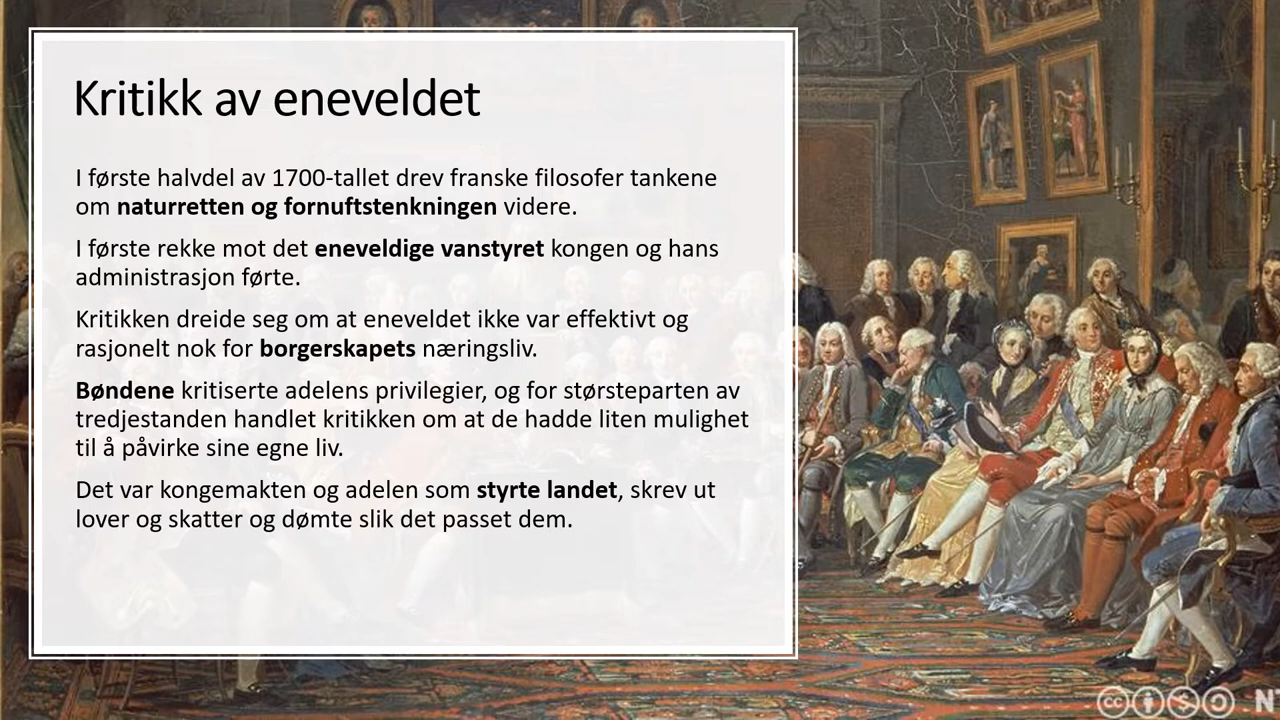 Kritikk av eneveldet
I første halvdel av 1700-tallet drev franske filosofer tankene
om naturretten og fornuftstenkningen videre.
I første rekke mot det eneveldige vanstyret kongen og hans
administrasjon førte.
Kritikken dreide seg om at eneveldet ikke var effektivt og
rasjonelt nok for borgerskapets næringsliv.
Bøndene kritiserte adelens privilegier, og for størsteparten av
tredjestanden handlet kritikken om at de hadde liten mulighet
til å påvirke sine egne liv.
Det var kongemakten og adelen som styrte landet, skrev ut
lover og skatter og dømte slik det passet dem.